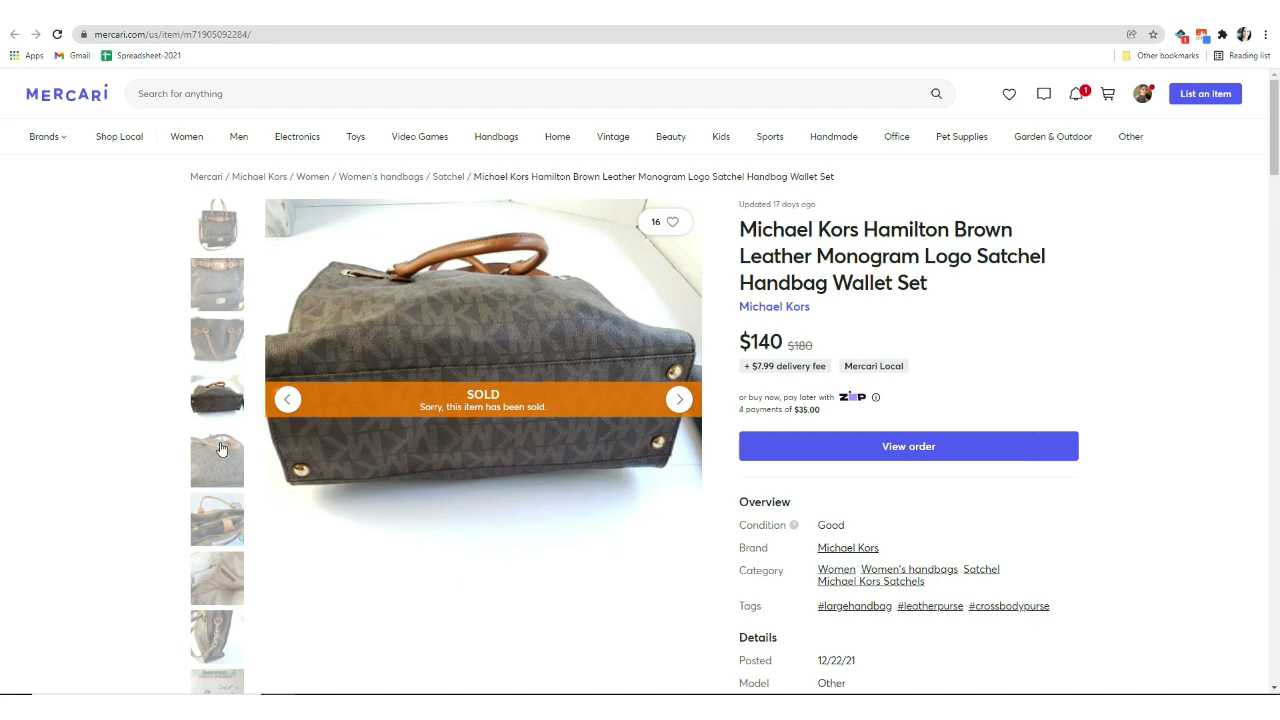 mercari.com/us/item/m71905092284/
Apps Gmail Spreadsheet-2021 Other bookmarks Reading list
MERCARI Search for anything 1 List an item
Brands Shop Local Women Men Electronics Toys Video Games Handbags Home Vintage Beauty Kids Sports Handmade Office Pet Supplies Garden & Outdoor Other
Mercari / Michael Kors / Women / Women's handbags / Satchel / Michael Kors Hamilton Brown Leather Monogram Logo Satchel Handbag Wallet Set
16
SOLD
Sorry, this item has been sold.
Updated 17 days ago
Michael Kors Hamilton Brown
Leather Monogram Logo Satchel
Handbag Wallet Set
Michael Kors
$140 $180
+ $7.99 delivery fee Mercari Local
or buy now, pay later with ZIP
4 payments of $35.00
View order
Overview
Condition Good
Brand Michael Kors
Category Women Women's handbags Satchel
Michael Kors Satchels
Tags #largehandbag #leatherpurse #crossbodypurse
Details
Posted 12/22/21
Model Other